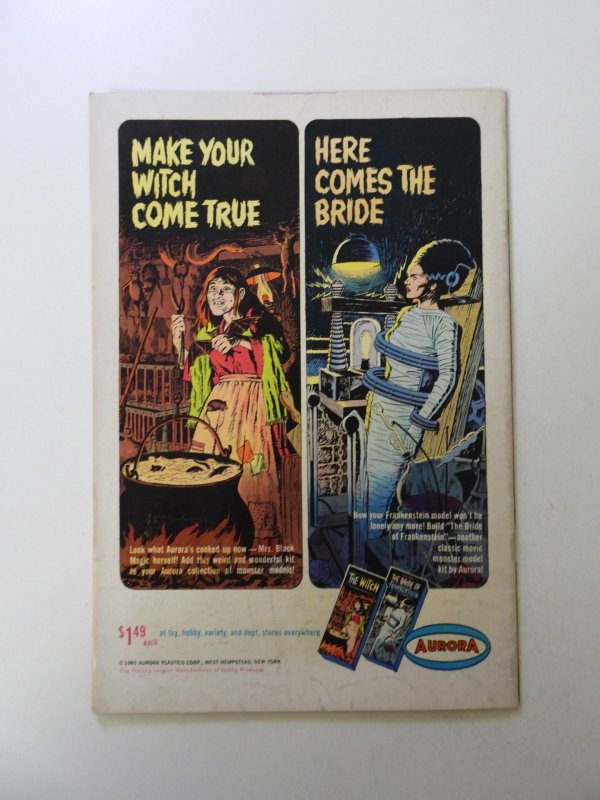 MAKE YOUR
WITCH
COME TRUE
HERE
COMES THE
BRIDE
Look what Aurora's cooked up now — Mrs. Black
Magic herself! Add this weird and wonderful kit
to your Aurora collection of monster models!
Now your Frankenstein model won't be
lonely any more! Build "The Bride
of Frankenstein"—another
classic movie
monster model
kit by Aurora!
THE WITCH
THE BRIDE OF
FRANKENSTEIN
$1.49 each
at toy, hobby, variety, and dept. stores everywhere
AURORA
© 1965 AURORA PLASTICS CORP., WEST HEMPSTEAD, NEW YORK
The World's Largest Manufacturer of Hobby Products